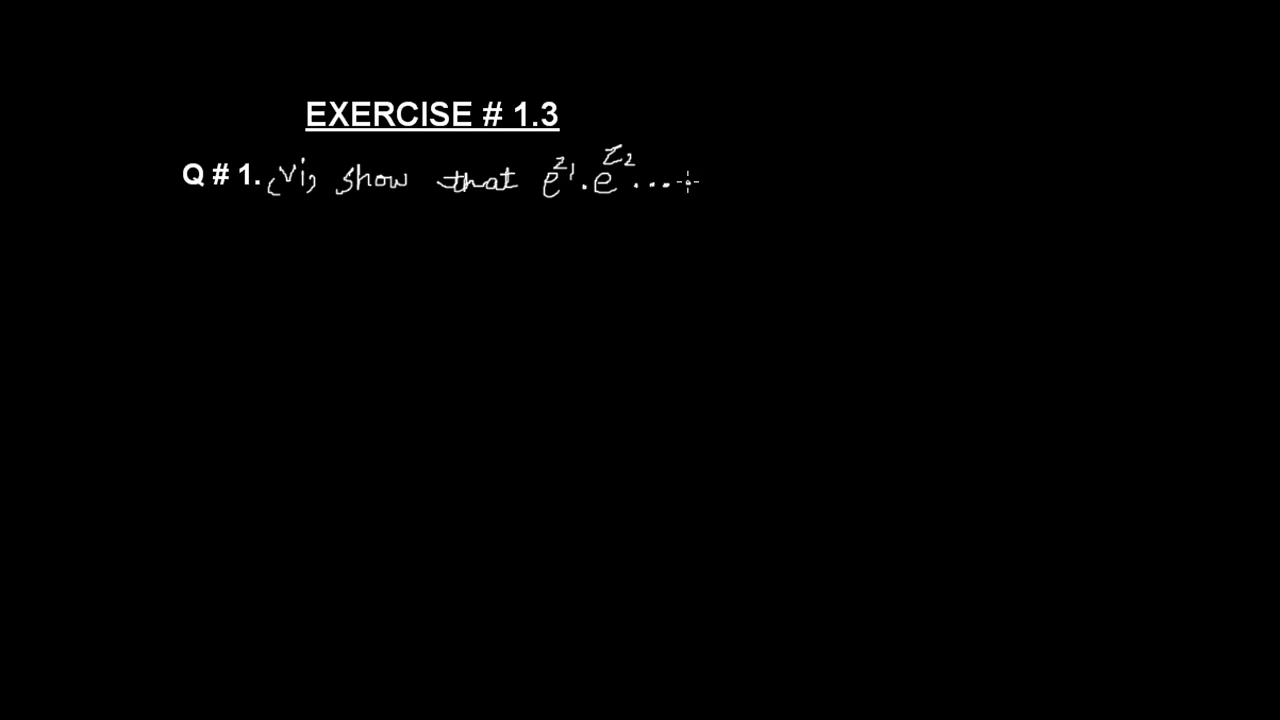 EXERCISE # 1.3
Q # 1. (vi) show that e^z1 . e^z2 ....